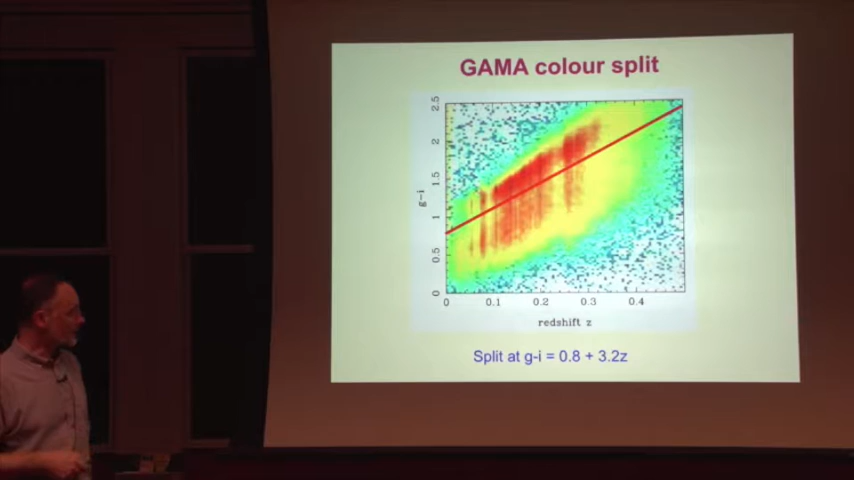 GAMA colour split
2.5
2
1.5
1
0.5
0
g-i
0 0.1 0.2 0.3 0.4
redshift z
Split at g-i = 0.8 + 3.2z